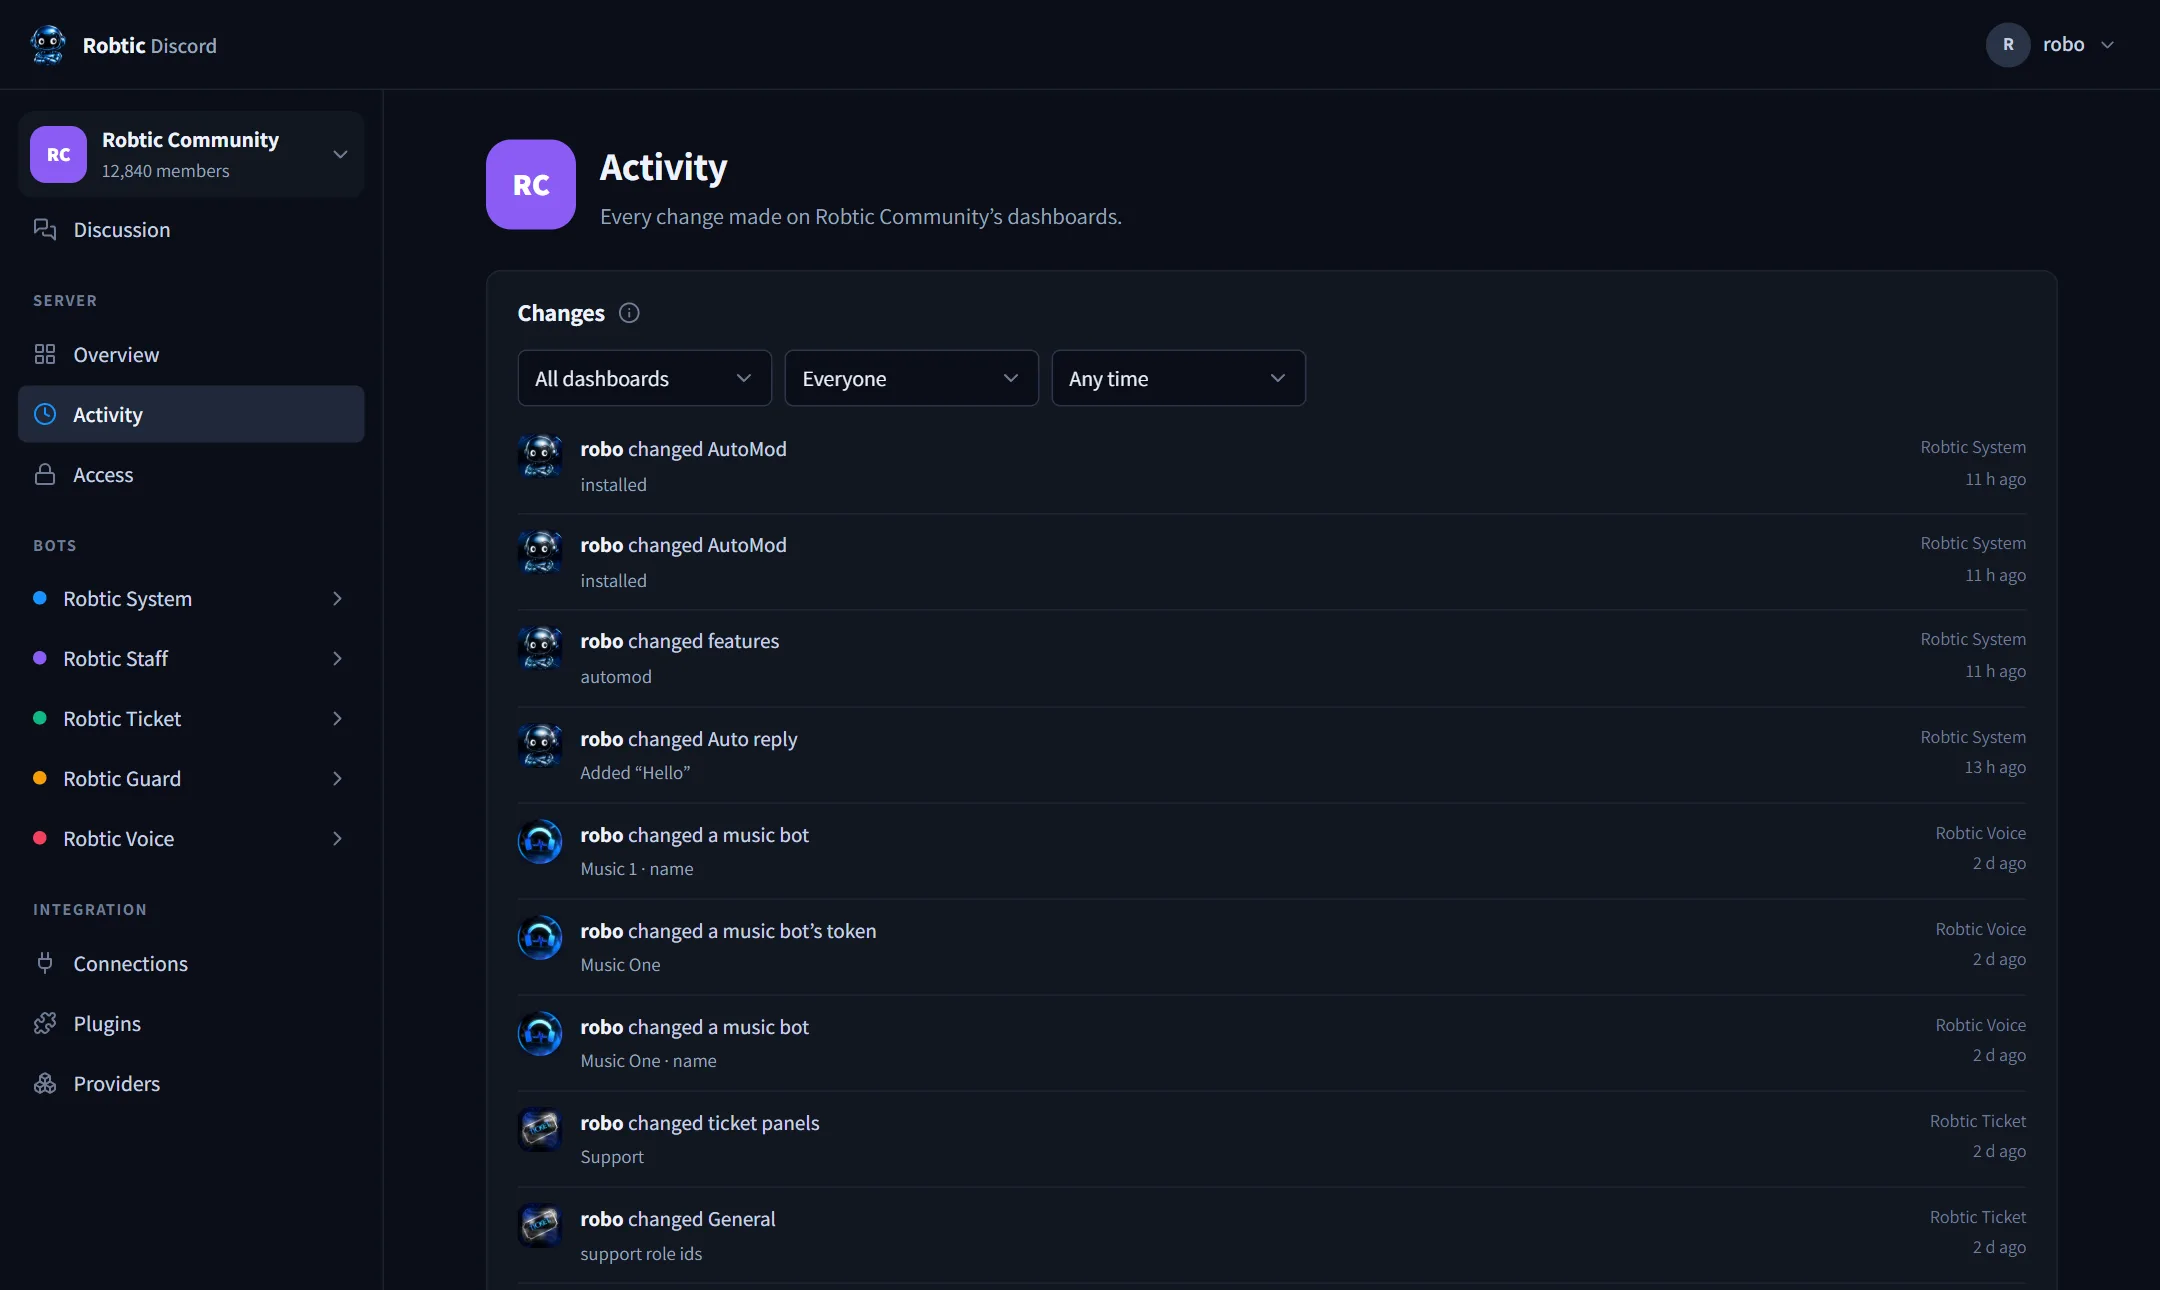 Robtic Discord
R
robo
RC
Robtic Community
12,840 members
Discussion
SERVER
Overview
Activity
Access
BOTS
Robtic System
Robtic Staff
Robtic Ticket
Robtic Guard
Robtic Voice
INTEGRATION
Connections
Plugins
Providers
RC
Activity
Every change made on Robtic Community’s dashboards.
Changes
All dashboards
Everyone
Any time
robo changed AutoMod
installed
Robtic System
11 h ago
robo changed AutoMod
installed
Robtic System
11 h ago
robo changed features
automod
Robtic System
11 h ago
robo changed Auto reply
Added “Hello”
Robtic System
13 h ago
robo changed a music bot
Music 1 · name
Robtic Voice
2 d ago
robo changed a music bot’s token
Music One
Robtic Voice
2 d ago
robo changed a music bot
Music One · name
Robtic Voice
2 d ago
TICKET
robo changed ticket panels
Support
Robtic Ticket
2 d ago
TICKET
robo changed General
support role ids
Robtic Ticket
2 d ago